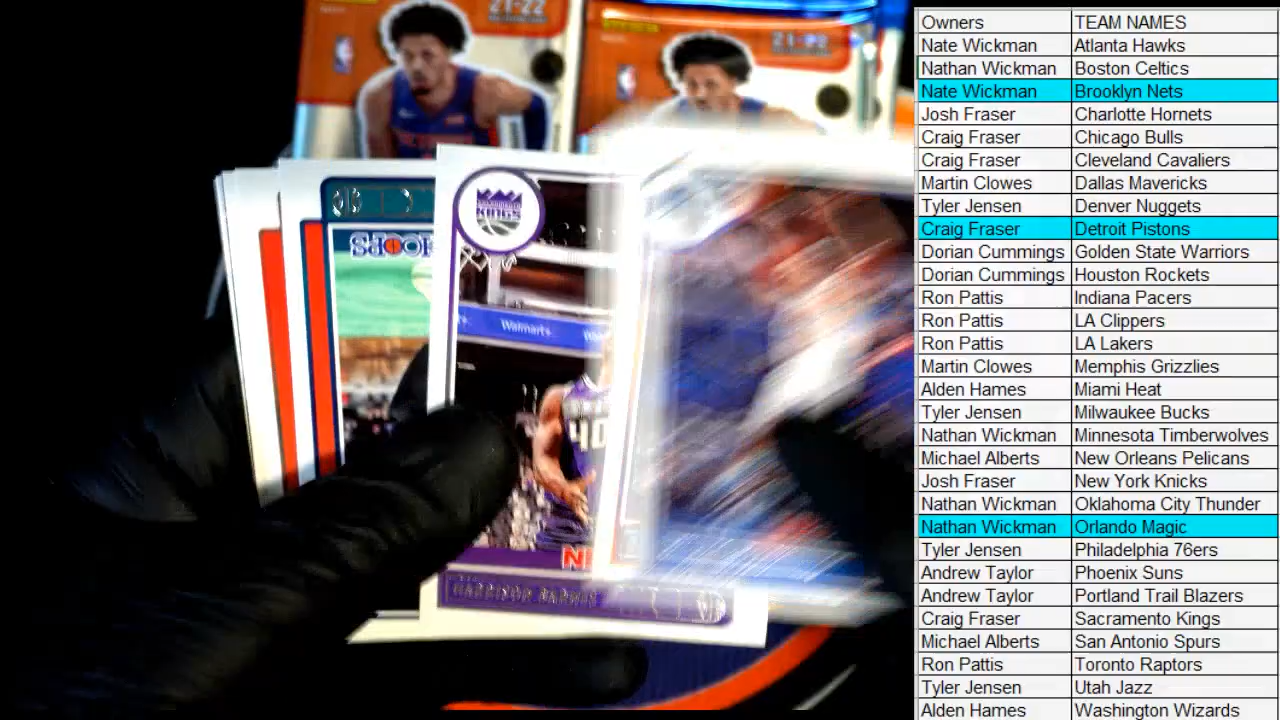 21-22
KINGS
HOOPS
Walmart
40
HARRISON BARNES
Owners TEAM NAMES
Nate Wickman Atlanta Hawks
Nathan Wickman Boston Celtics
Nate Wickman Brooklyn Nets
Josh Fraser Charlotte Hornets
Craig Fraser Chicago Bulls
Craig Fraser Cleveland Cavaliers
Martin Clowes Dallas Mavericks
Tyler Jensen Denver Nuggets
Craig Fraser Detroit Pistons
Dorian Cummings Golden State Warriors
Dorian Cummings Houston Rockets
Ron Pattis Indiana Pacers
Ron Pattis LA Clippers
Ron Pattis LA Lakers
Martin Clowes Memphis Grizzlies
Alden Hames Miami Heat
Tyler Jensen Milwaukee Bucks
Nathan Wickman Minnesota Timberwolves
Michael Alberts New Orleans Pelicans
Josh Fraser New York Knicks
Nathan Wickman Oklahoma City Thunder
Nathan Wickman Orlando Magic
Tyler Jensen Philadelphia 76ers
Andrew Taylor Phoenix Suns
Andrew Taylor Portland Trail Blazers
Craig Fraser Sacramento Kings
Michael Alberts San Antonio Spurs
Ron Pattis Toronto Raptors
Tyler Jensen Utah Jazz
Alden Hames Washington Wizards